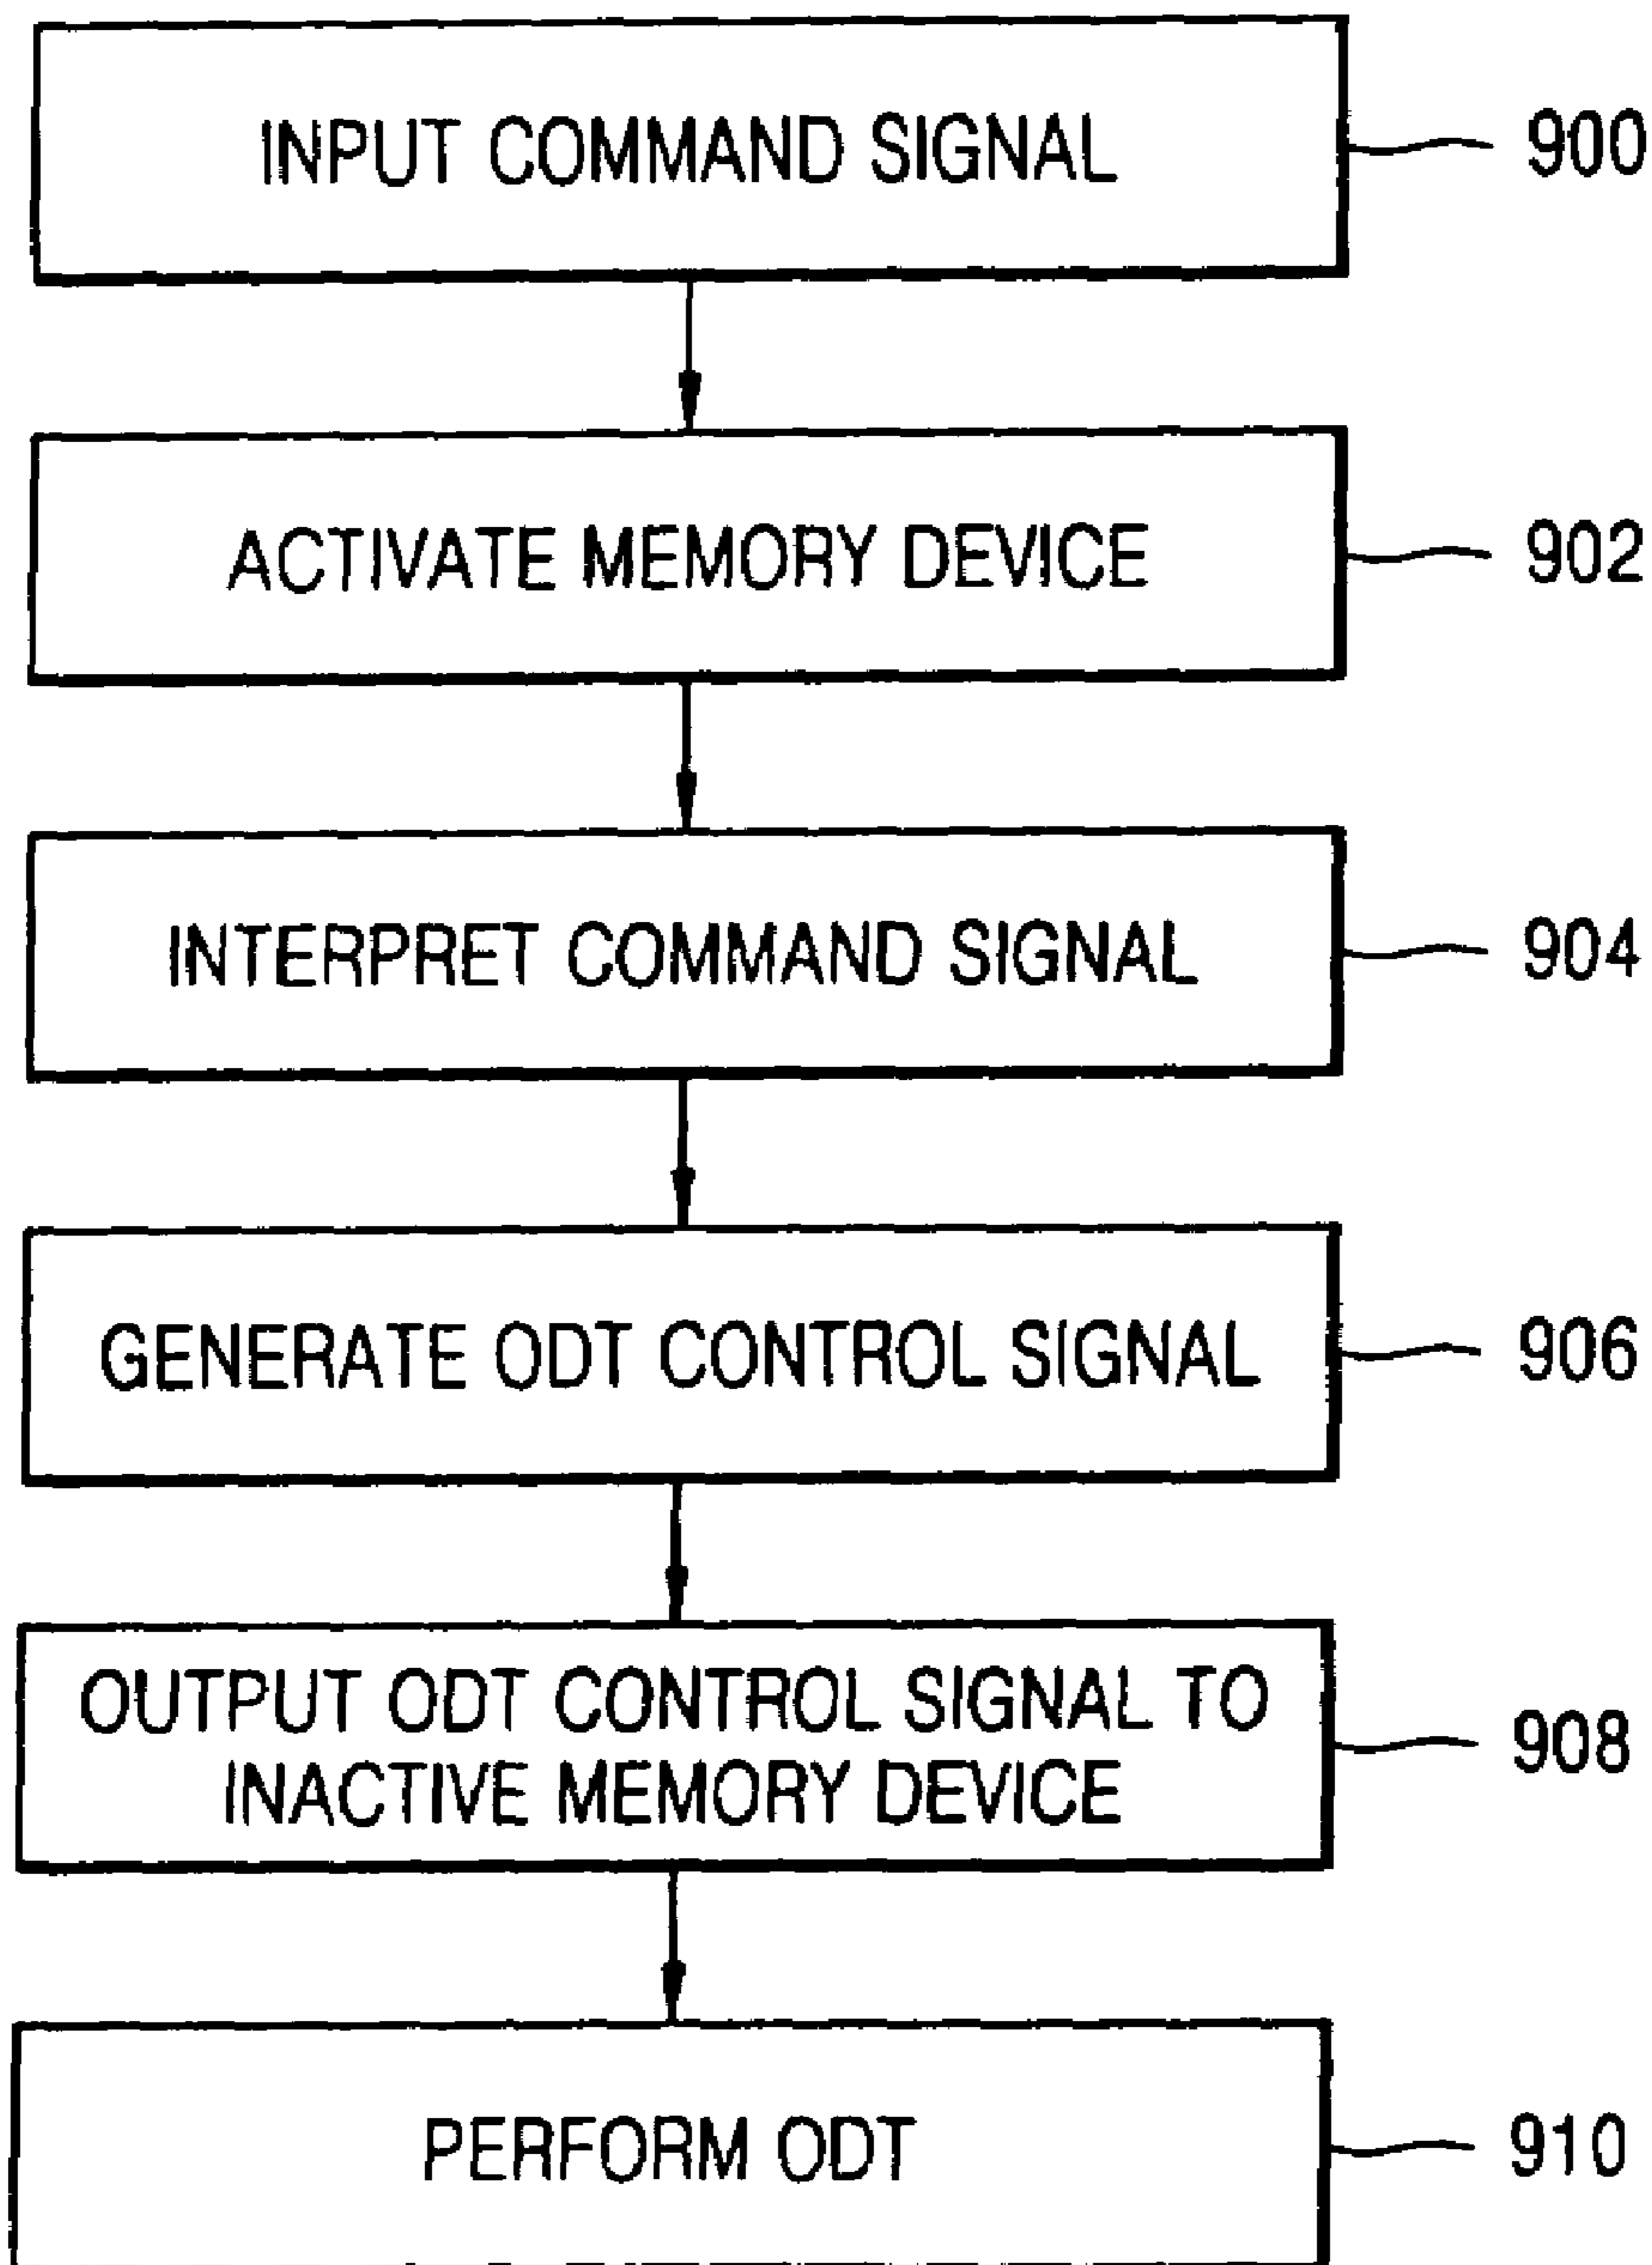 INPUT COMMAND SIGNAL
900
ACTIVATE MEMORY DEVICE
902
INTERPRET COMMAND SIGNAL
904
GENERATE ODT CONTROL SIGNAL
906
OUTPUT ODT CONTROL SIGNAL TO
INACTIVE MEMORY DEVICE
908
PERFORM ODT
910